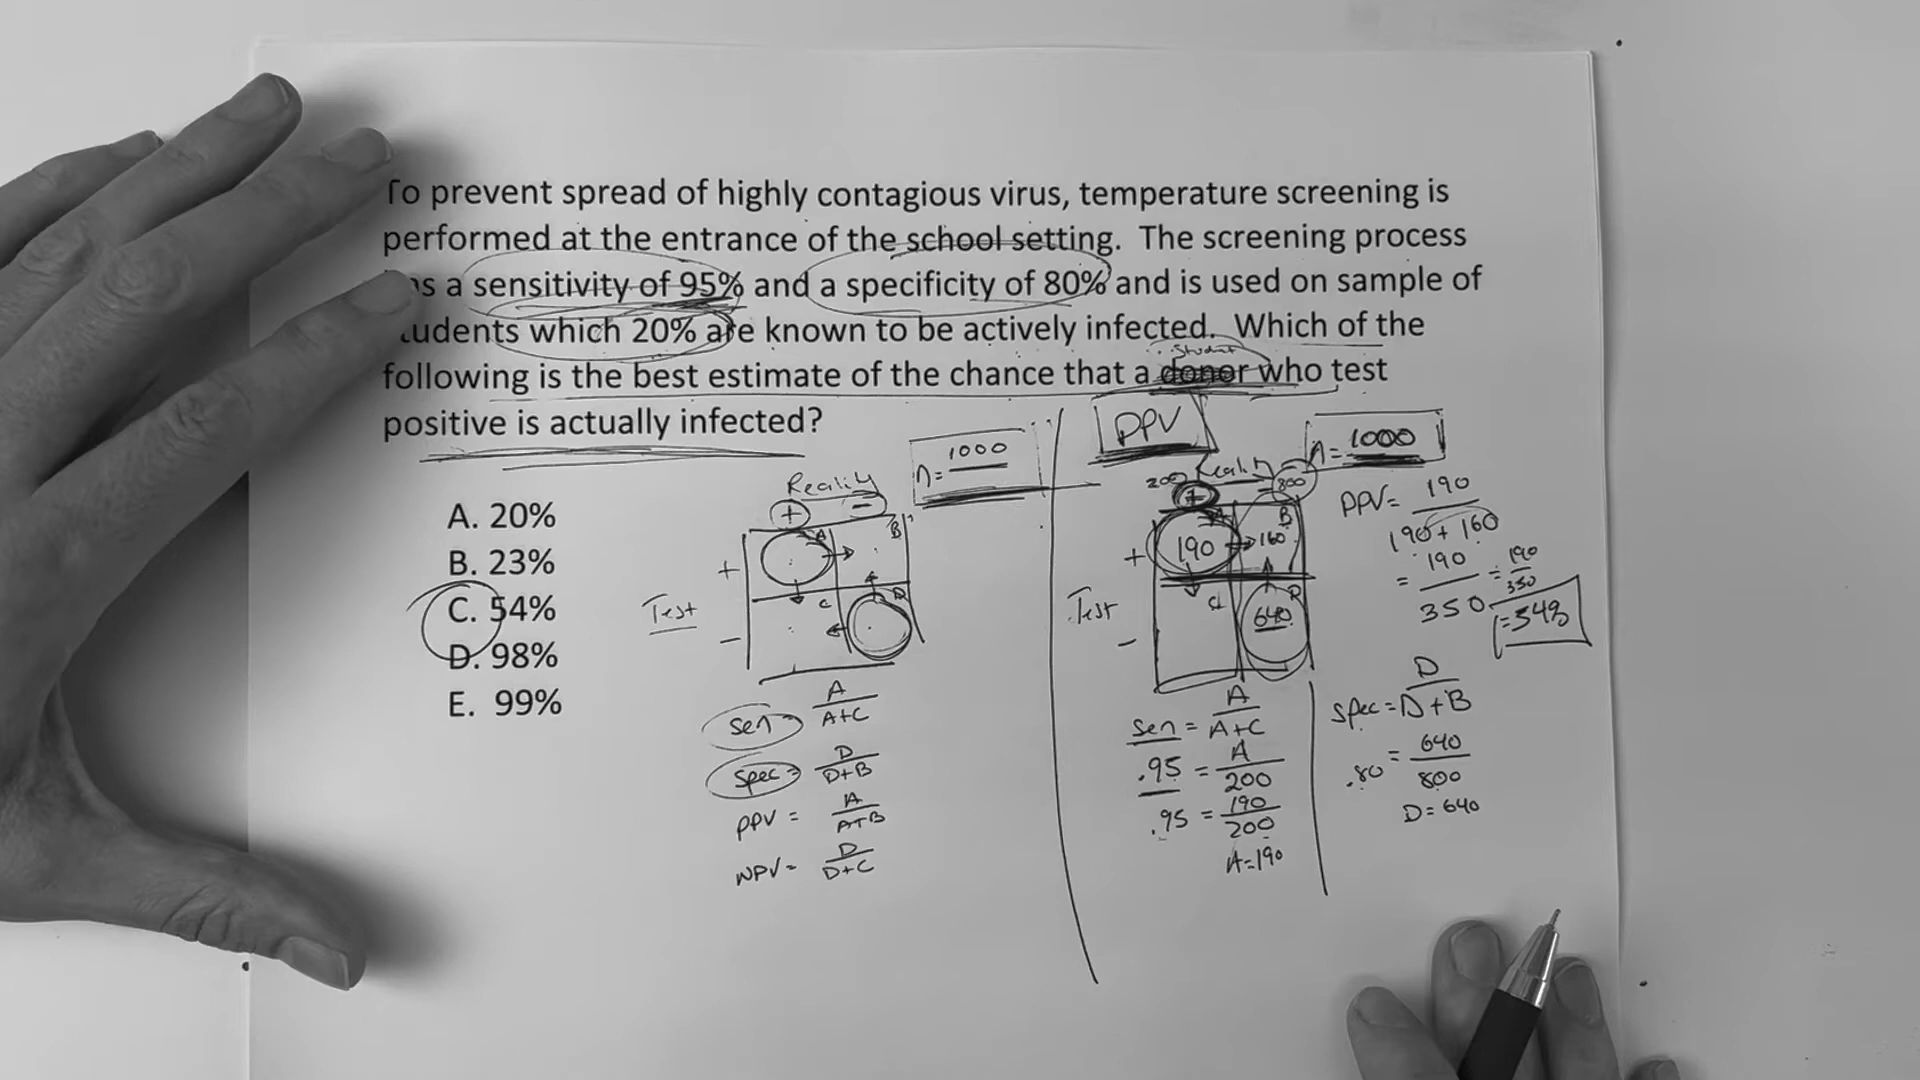 To prevent spread of highly contagious virus, temperature screening is
performed at the entrance of the school setting. The screening process
as a sensitivity of 95% and a specificity of 80% and is used on sample of
tudents which 20% are known to be actively infected. Which of the
student
following is the best estimate of the chance that a donor who test
positive is actually infected?
A. 20%
B. 23%
C. 54%
D. 98%
E. 99%
n= 1000
Reality
+ −
A B
+
Test
C D
−
sen = A / A+C
spec = D / D+B
PPV = A / A+B
NPV = D / D+C
PPV
n= 1000
Reality
200 + − = 800
A B
+ 190 160
Test
C D
− 640
sen = A / A+C
.95 = A / 200
.95 = 190 / 200
A=190
PPV= 190 / 190+160
= 190 / 350 = 190 / 350
=54%
spec = D / D+B
.80 = 640 / 800
D=640